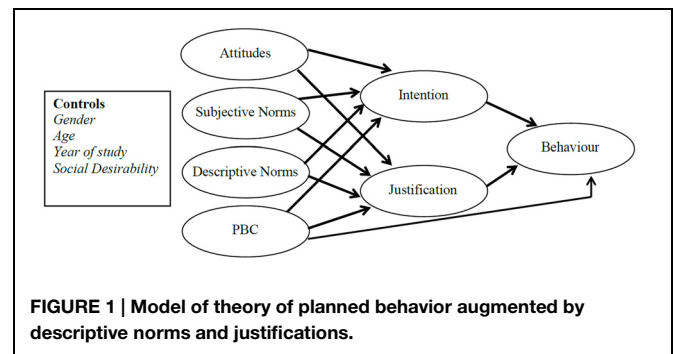 Controls
Gender
Age
Year of study
Social Desirability
Attitudes
Subjective Norms
Descriptive Norms
PBC
Intention
Justification
Behaviour
FIGURE 1 | Model of theory of planned behavior augmented by
descriptive norms and justifications.